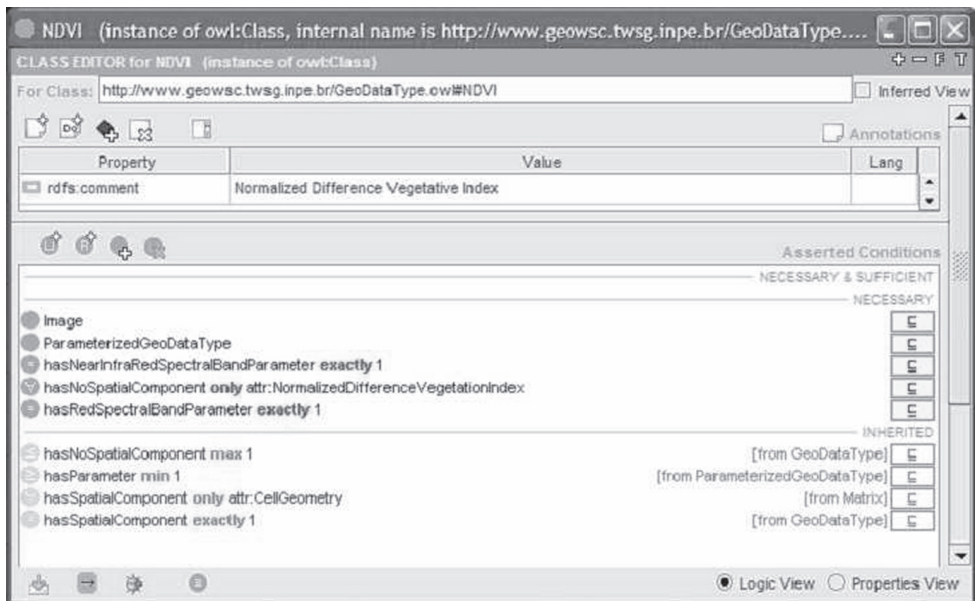 NDVI (instance of owl:Class, internal name is http://www.geowsc.twsg.inpe.br/GeoDataType....
CLASS EDITOR for NDVI (instance of owl:Class)
For Class: http://www.geowsc.twsg.inpe.br/GeoDataType.owl#NDVI Inferred View
Annotations
Property Value Lang
rdfs:comment Normalized Difference Vegetative Index
Asserted Conditions
NECESSARY & SUFFICIENT
NECESSARY
Image
ParameterizedGeoDataType
hasNearInfraRedSpectralBandParameter exactly 1
hasNoSpatialComponent only attr:NormalizedDifferenceVegetationIndex
hasRedSpectralBandParameter exactly 1
INHERITED
hasNoSpatialComponent max 1 [from GeoDataType]
hasParameter min 1 [from ParameterizedGeoDataType]
hasSpatialComponent only attr:CellGeometry [from Matrix]
hasSpatialComponent exactly 1 [from GeoDataType]
Logic View Properties View